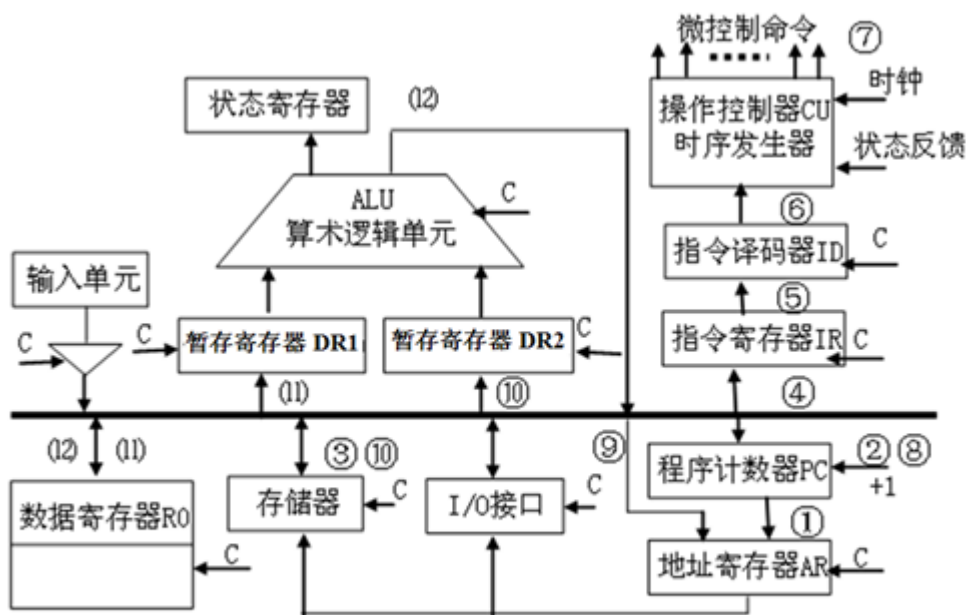 微控制命令
⑦
时钟
操作控制器CU
时序发生器
状态反馈
状态寄存器
⑿
ALU
算术逻辑单元
C
⑥
指令译码器ID
C
输入单元
⑤
C
C
暂存寄存器 DR1
暂存寄存器 DR2
C
指令寄存器IR
C
⑾
⑩
④
⑿
⑾
③
⑩
⑨
程序计数器PC
②
⑧
+1
数据寄存器R0
存储器
C
I/O接口
C
①
C
地址寄存器AR
C